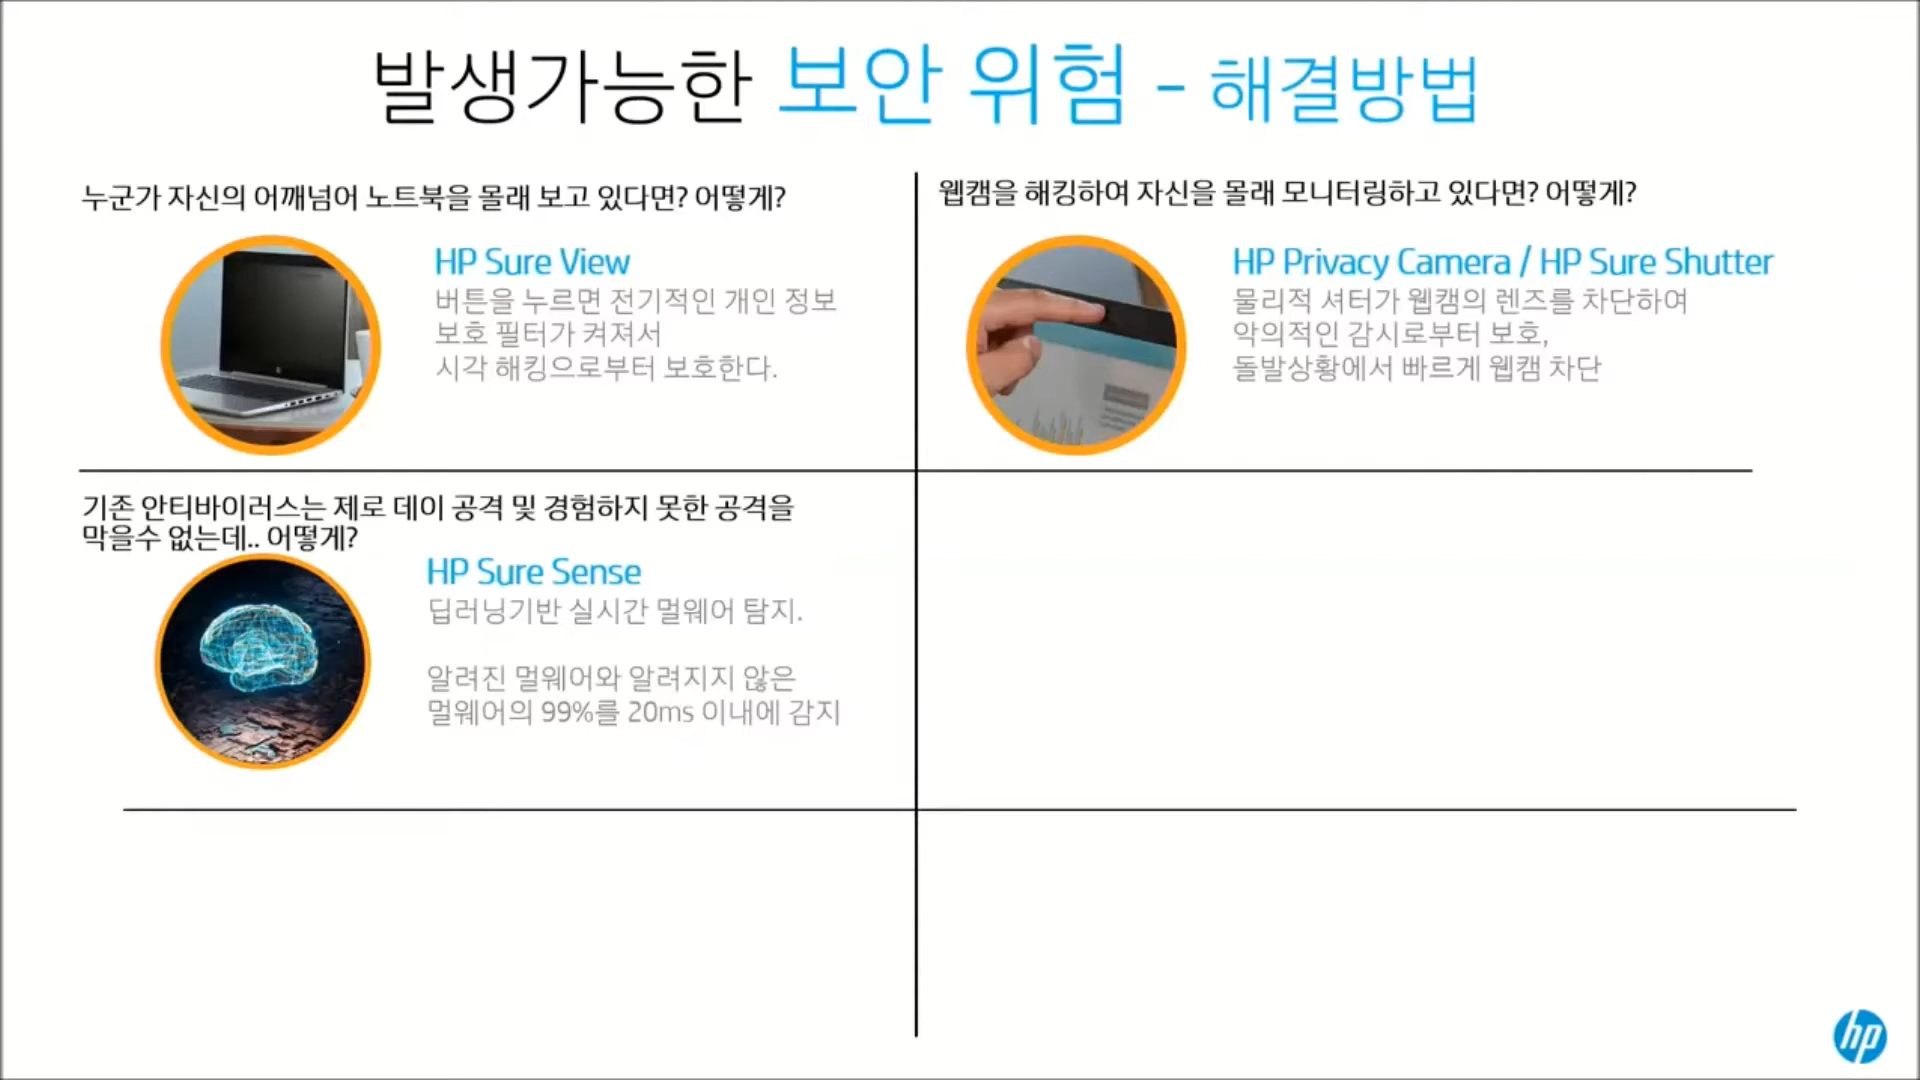 발생가능한 보안 위험 - 해결방법
누군가 자신의 어깨넘어 노트북을 몰래 보고 있다면? 어떻게?
HP Sure View
버튼을 누르면 전기적인 개인 정보
보호 필터가 켜져서
시각 해킹으로부터 보호한다.
웹캠을 해킹하여 자신을 몰래 모니터링하고 있다면? 어떻게?
HP Privacy Camera / HP Sure Shutter
물리적 셔터가 웹캠의 렌즈를 차단하여
악의적인 감시로부터 보호,
돌발상황에서 빠르게 웹캠 차단
기존 안티바이러스는 제로 데이 공격 및 경험하지 못한 공격을
막을수 없는데.. 어떻게?
HP Sure Sense
딥러닝기반 실시간 멀웨어 탐지.
알려진 멀웨어와 알려지지 않은
멀웨어의 99%를 20ms 이내에 감지
hp